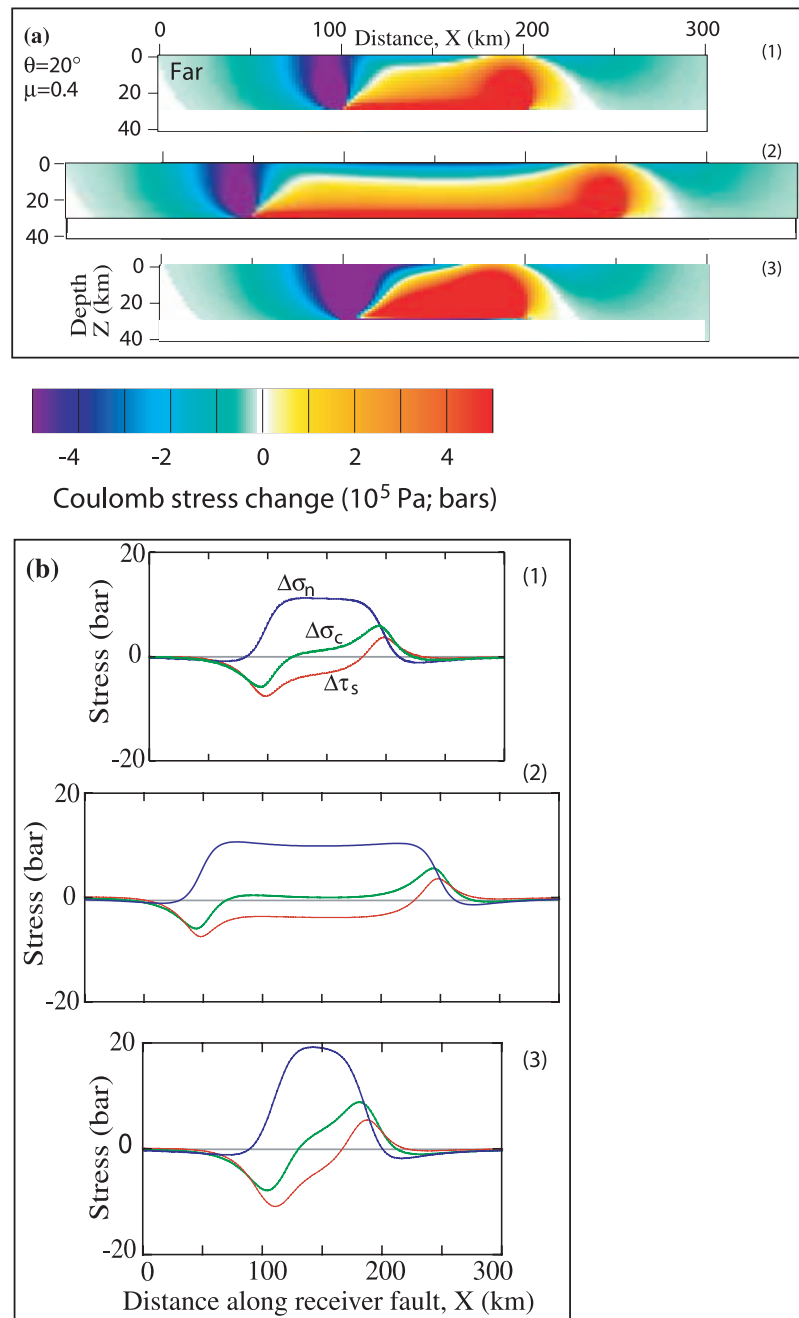 (a)
0 Distance, X (km) 300
100 200
θ=20°
μ=0.4
Far
(1)
0
20
40
(2)
0
20
40
(3)
Depth
Z (km)
0
20
40
-4 -2 0 2 4
Coulomb stress change (10⁵ Pa; bars)
(b)
(1)
Stress (bar)
20
0
-20
Δσn
Δσc
Δτs
(2)
Stress (bar)
20
0
-20
(3)
Stress (bar)
20
0
-20
0 100 200 300
Distance along receiver fault, X (km)